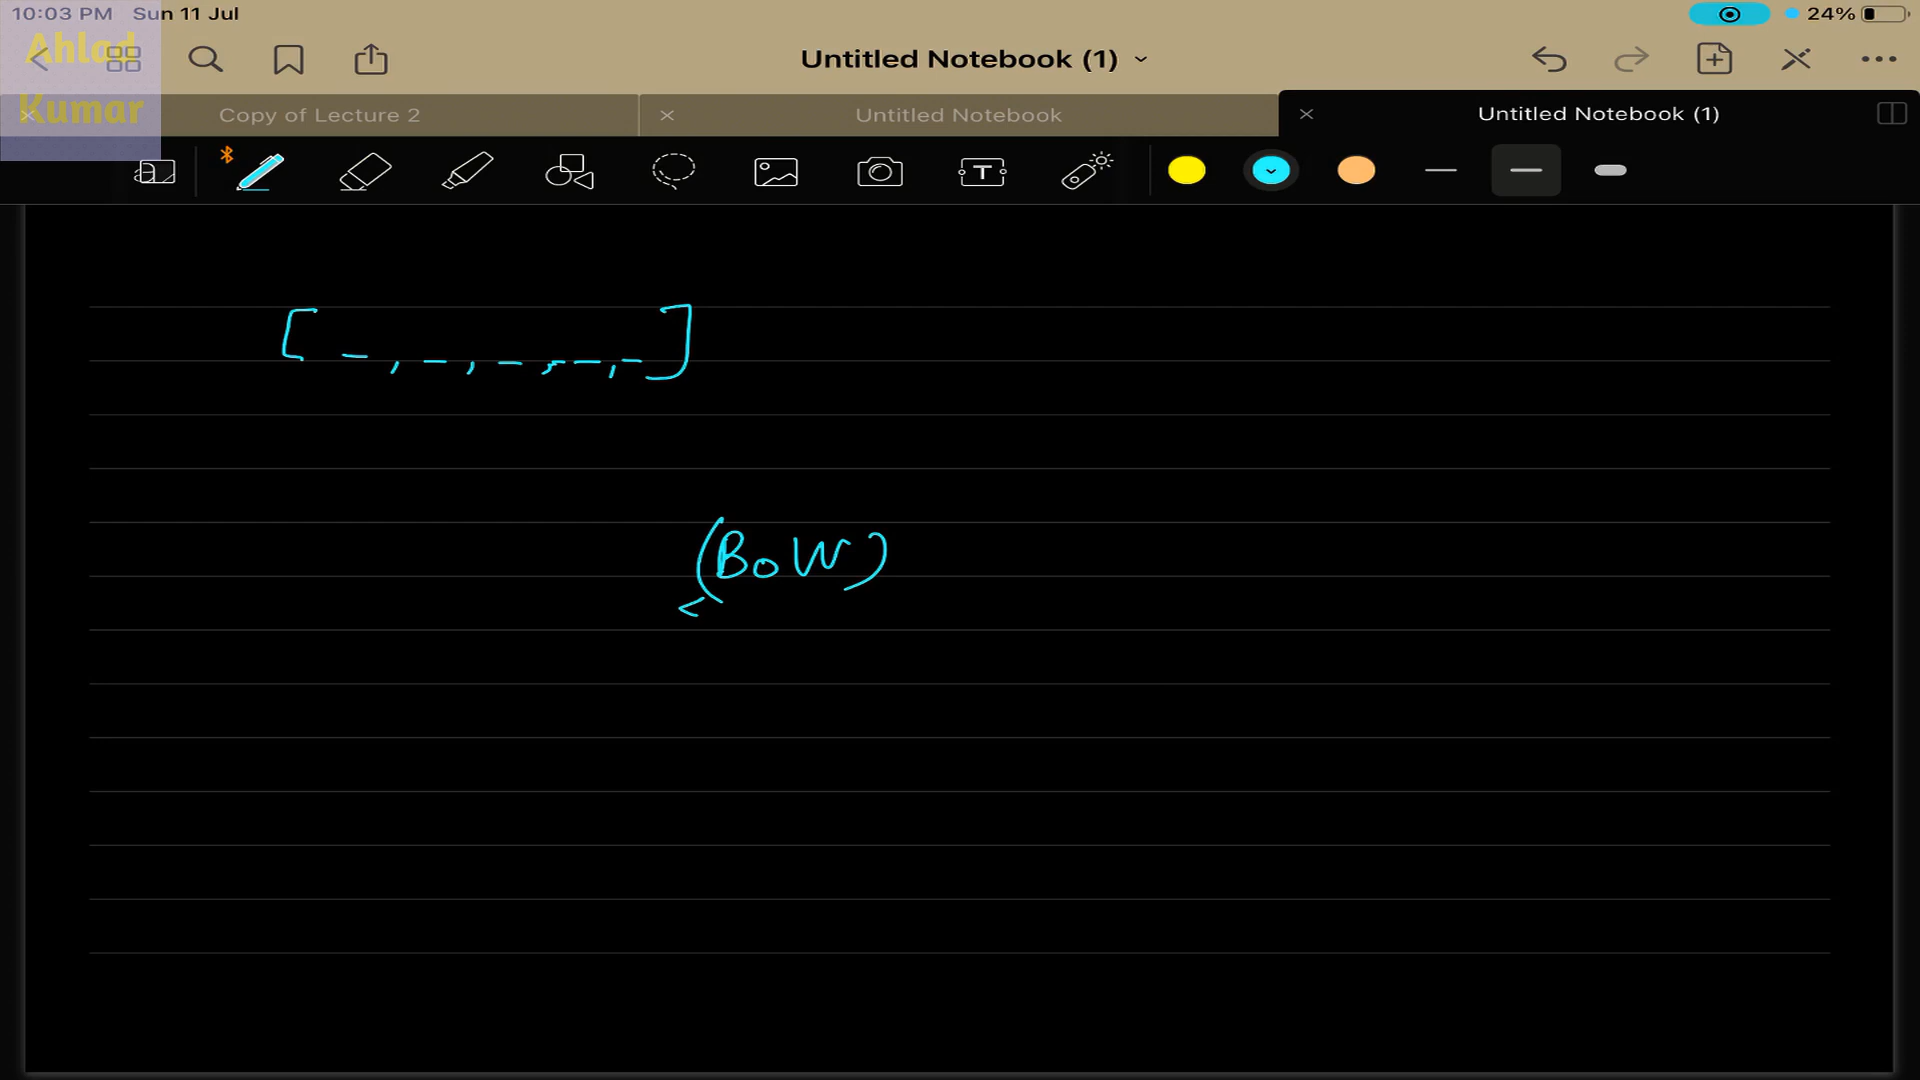 10:03 PM Sun 11 Jul
24%
Ahlad
Kumar
Untitled Notebook (1)
Copy of Lecture 2
Untitled Notebook
Untitled Notebook (1)
T
[ _ , _ , _ , _ , _ ]
(BoW)